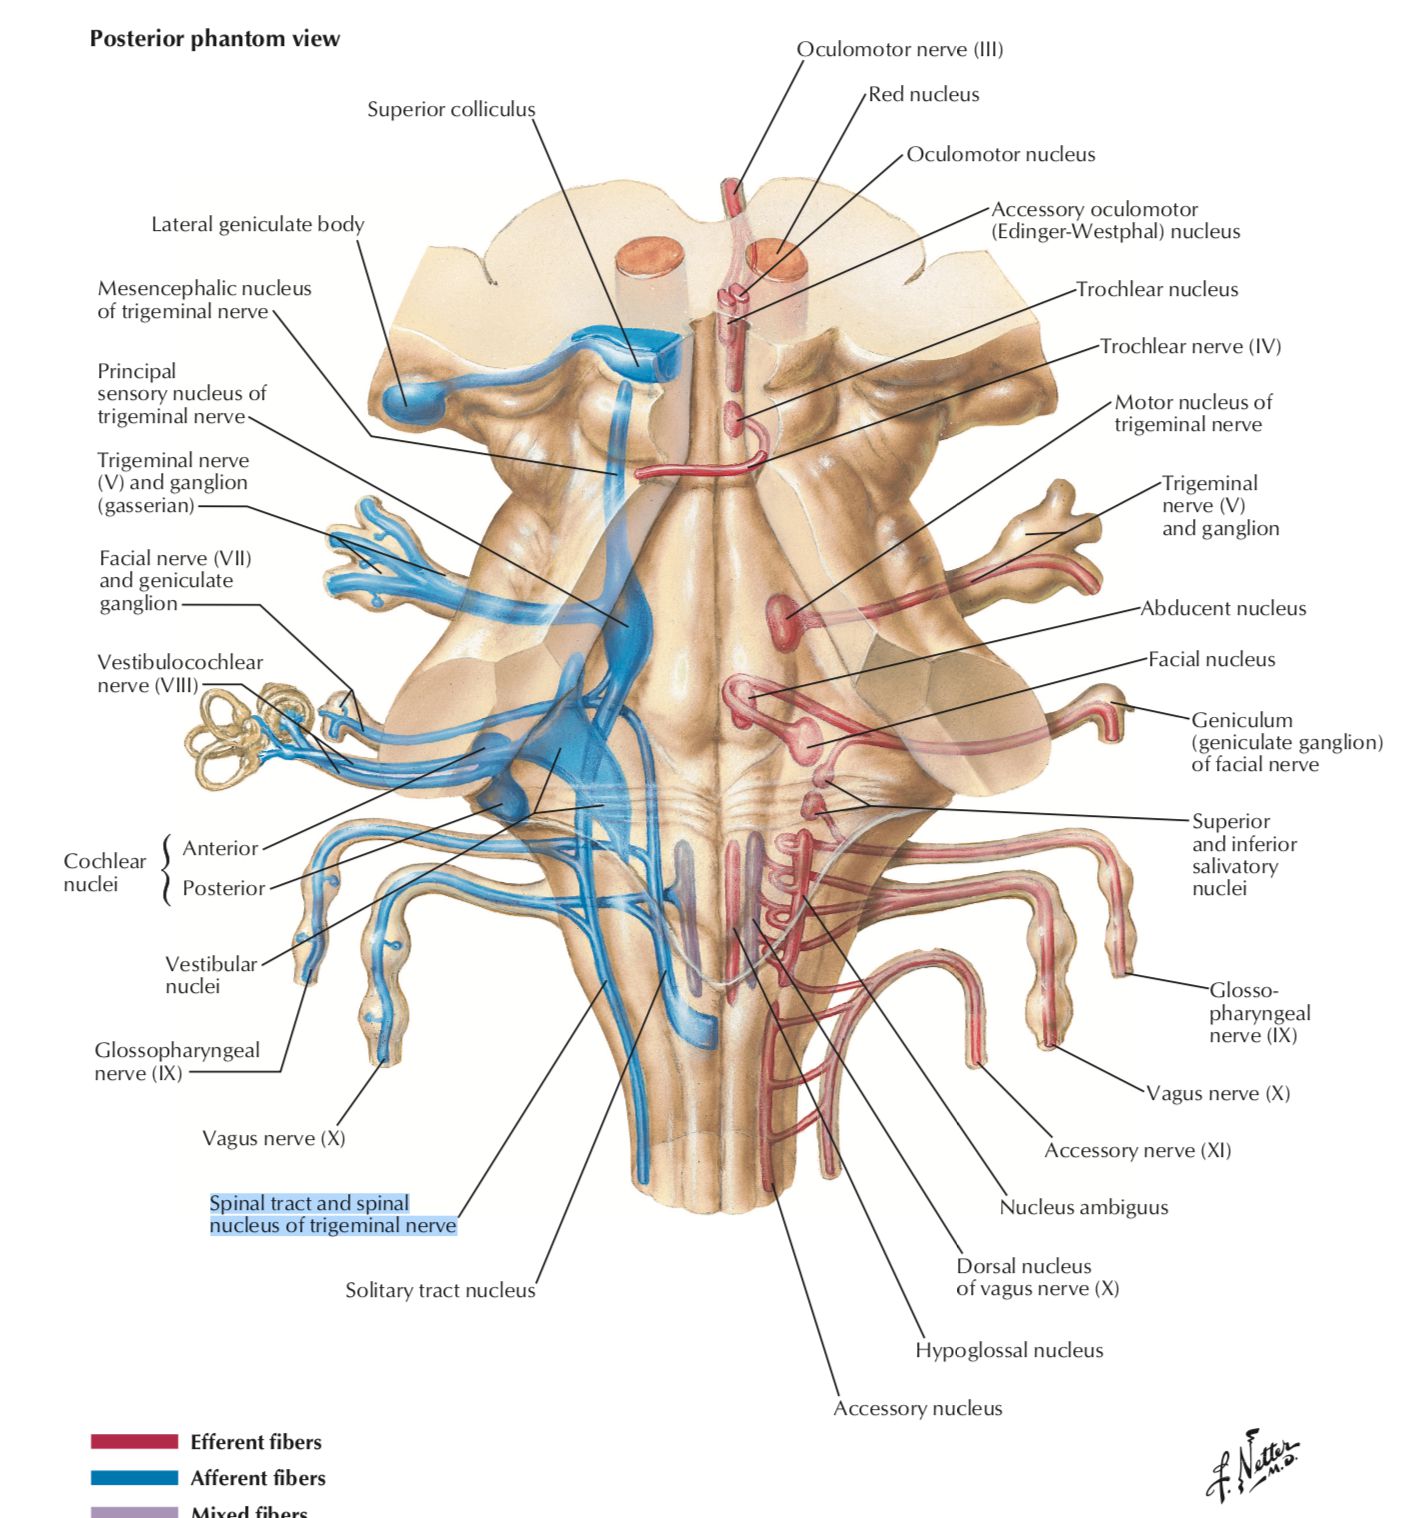 Posterior phantom view
Oculomotor nerve (III)
Red nucleus
Superior colliculus
Oculomotor nucleus
Accessory oculomotor
(Edinger-Westphal) nucleus
Lateral geniculate body
Mesencephalic nucleus
of trigeminal nerve
Trochlear nucleus
Trochlear nerve (IV)
Principal
sensory nucleus of
trigeminal nerve
Motor nucleus of
trigeminal nerve
Trigeminal nerve
(V) and ganglion
(gasserian)
Trigeminal
nerve (V)
and ganglion
Facial nerve (VII)
and geniculate
ganglion
Abducent nucleus
Facial nucleus
Vestibulocochlear
nerve (VIII)
Geniculum
(geniculate ganglion)
of facial nerve
Superior
and inferior
salivatory
nuclei
Cochlear
nuclei
Anterior
Posterior
Vestibular
nuclei
Glosso-
pharyngeal
nerve (IX)
Glossopharyngeal
nerve (IX)
Vagus nerve (X)
Vagus nerve (X)
Accessory nerve (XI)
Spinal tract and spinal
nucleus of trigeminal nerve
Nucleus ambiguus
Solitary tract nucleus
Dorsal nucleus
of vagus nerve (X)
Hypoglossal nucleus
Accessory nucleus
Efferent fibers
Afferent fibers
Mixed fibers
F. Netter
M.D.